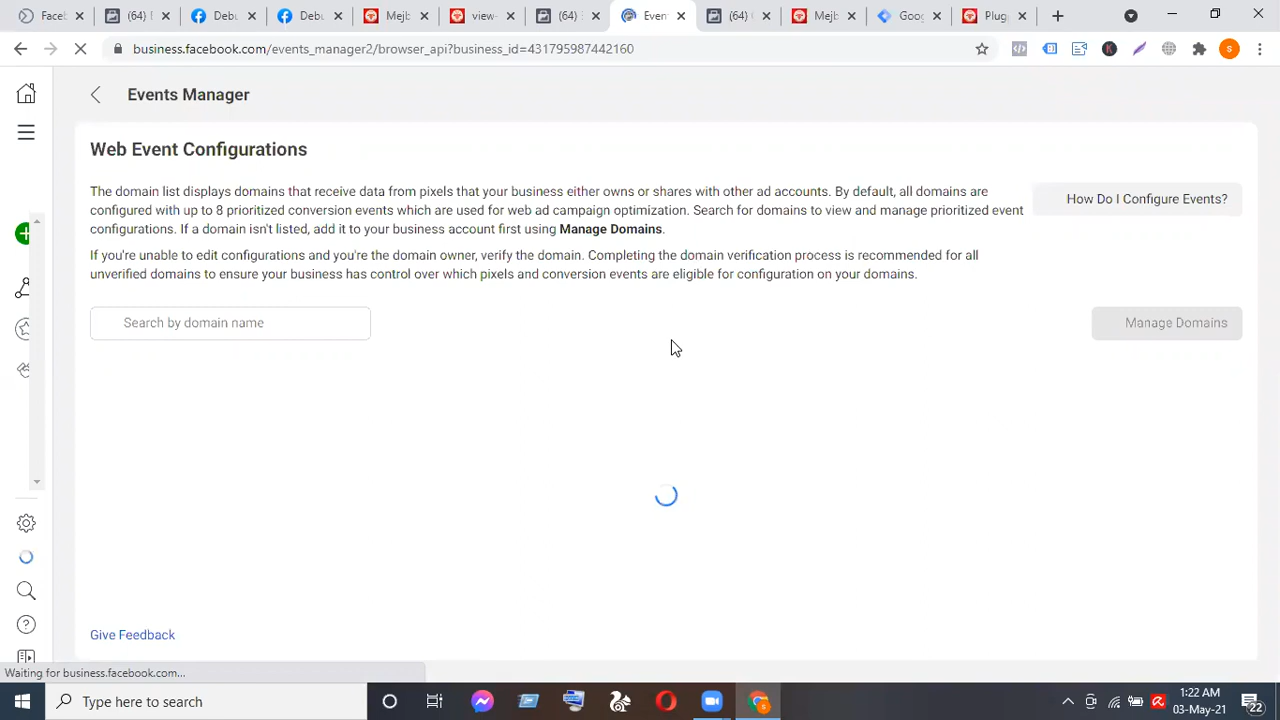 Faceb
(64) E
Debu
Debu
Mejb
view-
(64) S
Even
(64) (
Mejb
Goog
Plugi
business.facebook.com/events_manager2/browser_api?business_id=431795987442160
s
Events Manager
Web Event Configurations
The domain list displays domains that receive data from pixels that your business either owns or shares with other ad accounts. By default, all domains are
configured with up to 8 prioritized conversion events which are used for web ad campaign optimization. Search for domains to view and manage prioritized event
configurations. If a domain isn't listed, add it to your business account first using Manage Domains.
How Do I Configure Events?
If you're unable to edit configurations and you're the domain owner, verify the domain. Completing the domain verification process is recommended for all
unverified domains to ensure your business has control over which pixels and conversion events are eligible for configuration on your domains.
Search by domain name
Manage Domains
Give Feedback
Waiting for business.facebook.com...
Type here to search
1:22 AM
03-May-21
22